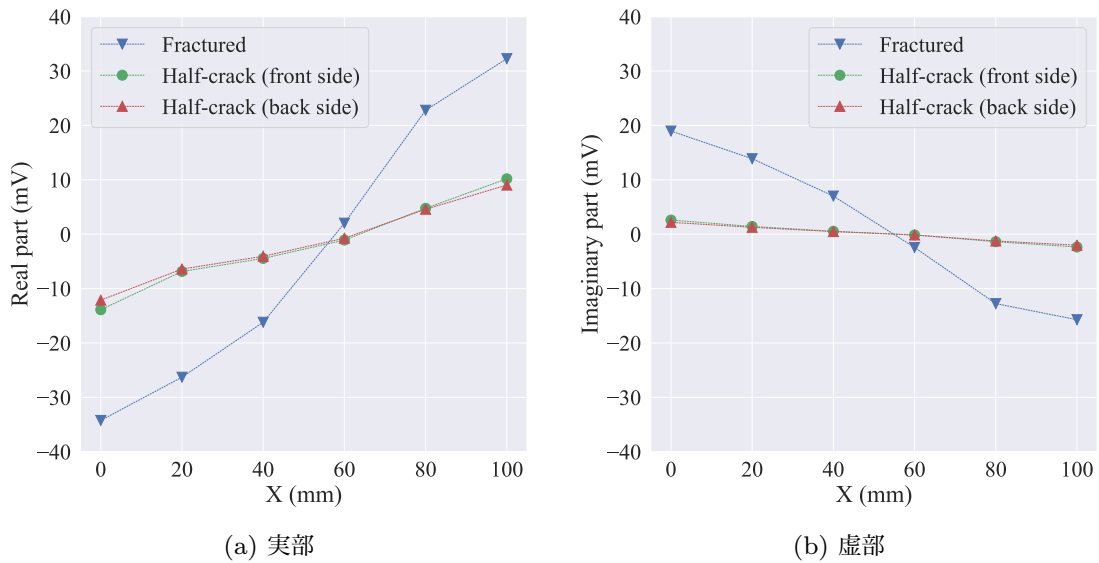 40
30
20
10
0
−10
−20
−30
−40
Real part (mV)
Fractured
Half-crack (front side)
Half-crack (back side)
0 20 40 60 80 100
X (mm)
(a) 実部
40
30
20
10
0
−10
−20
−30
−40
Imaginary part (mV)
Fractured
Half-crack (front side)
Half-crack (back side)
0 20 40 60 80 100
X (mm)
(b) 虚部